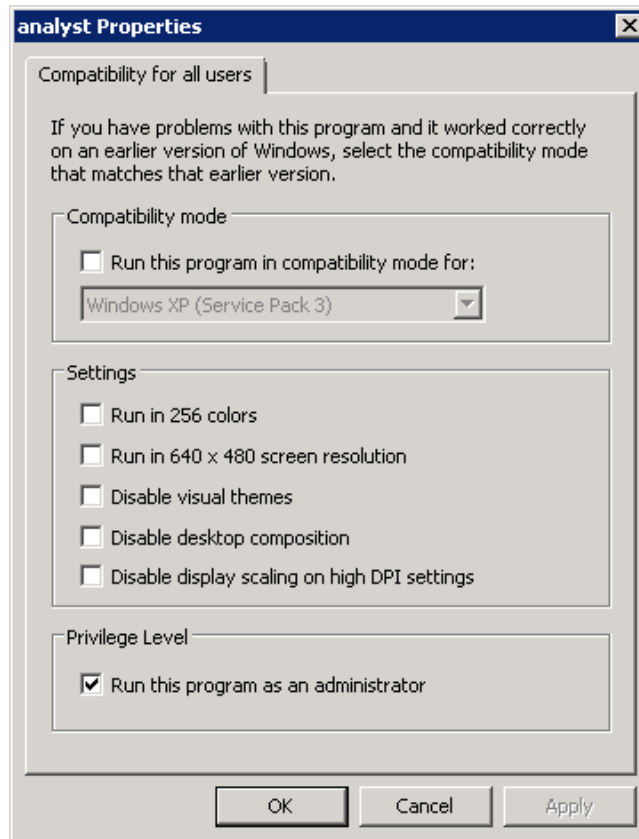 analyst Properties
Compatibility for all users
If you have problems with this program and it worked correctly
on an earlier version of Windows, select the compatibility mode
that matches that earlier version.
Compatibility mode
Run this program in compatibility mode for:
Windows XP (Service Pack 3)
Settings
Run in 256 colors
Run in 640 x 480 screen resolution
Disable visual themes
Disable desktop composition
Disable display scaling on high DPI settings
Privilege Level
Run this program as an administrator
OK Cancel Apply